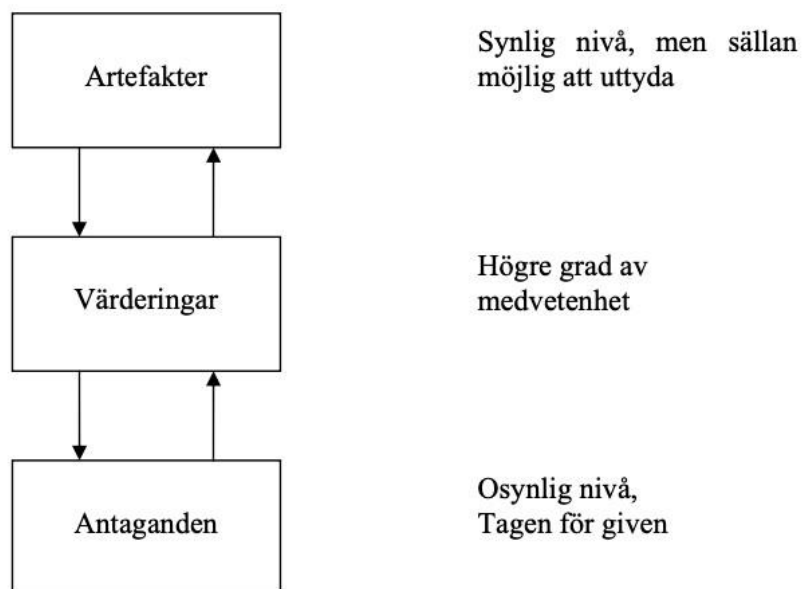 Artefakter
Synlig nivå, men sällan
möjlig att uttyda
Värderingar
Högre grad av
medvetenhet
Antaganden
Osynlig nivå,
Tagen för given